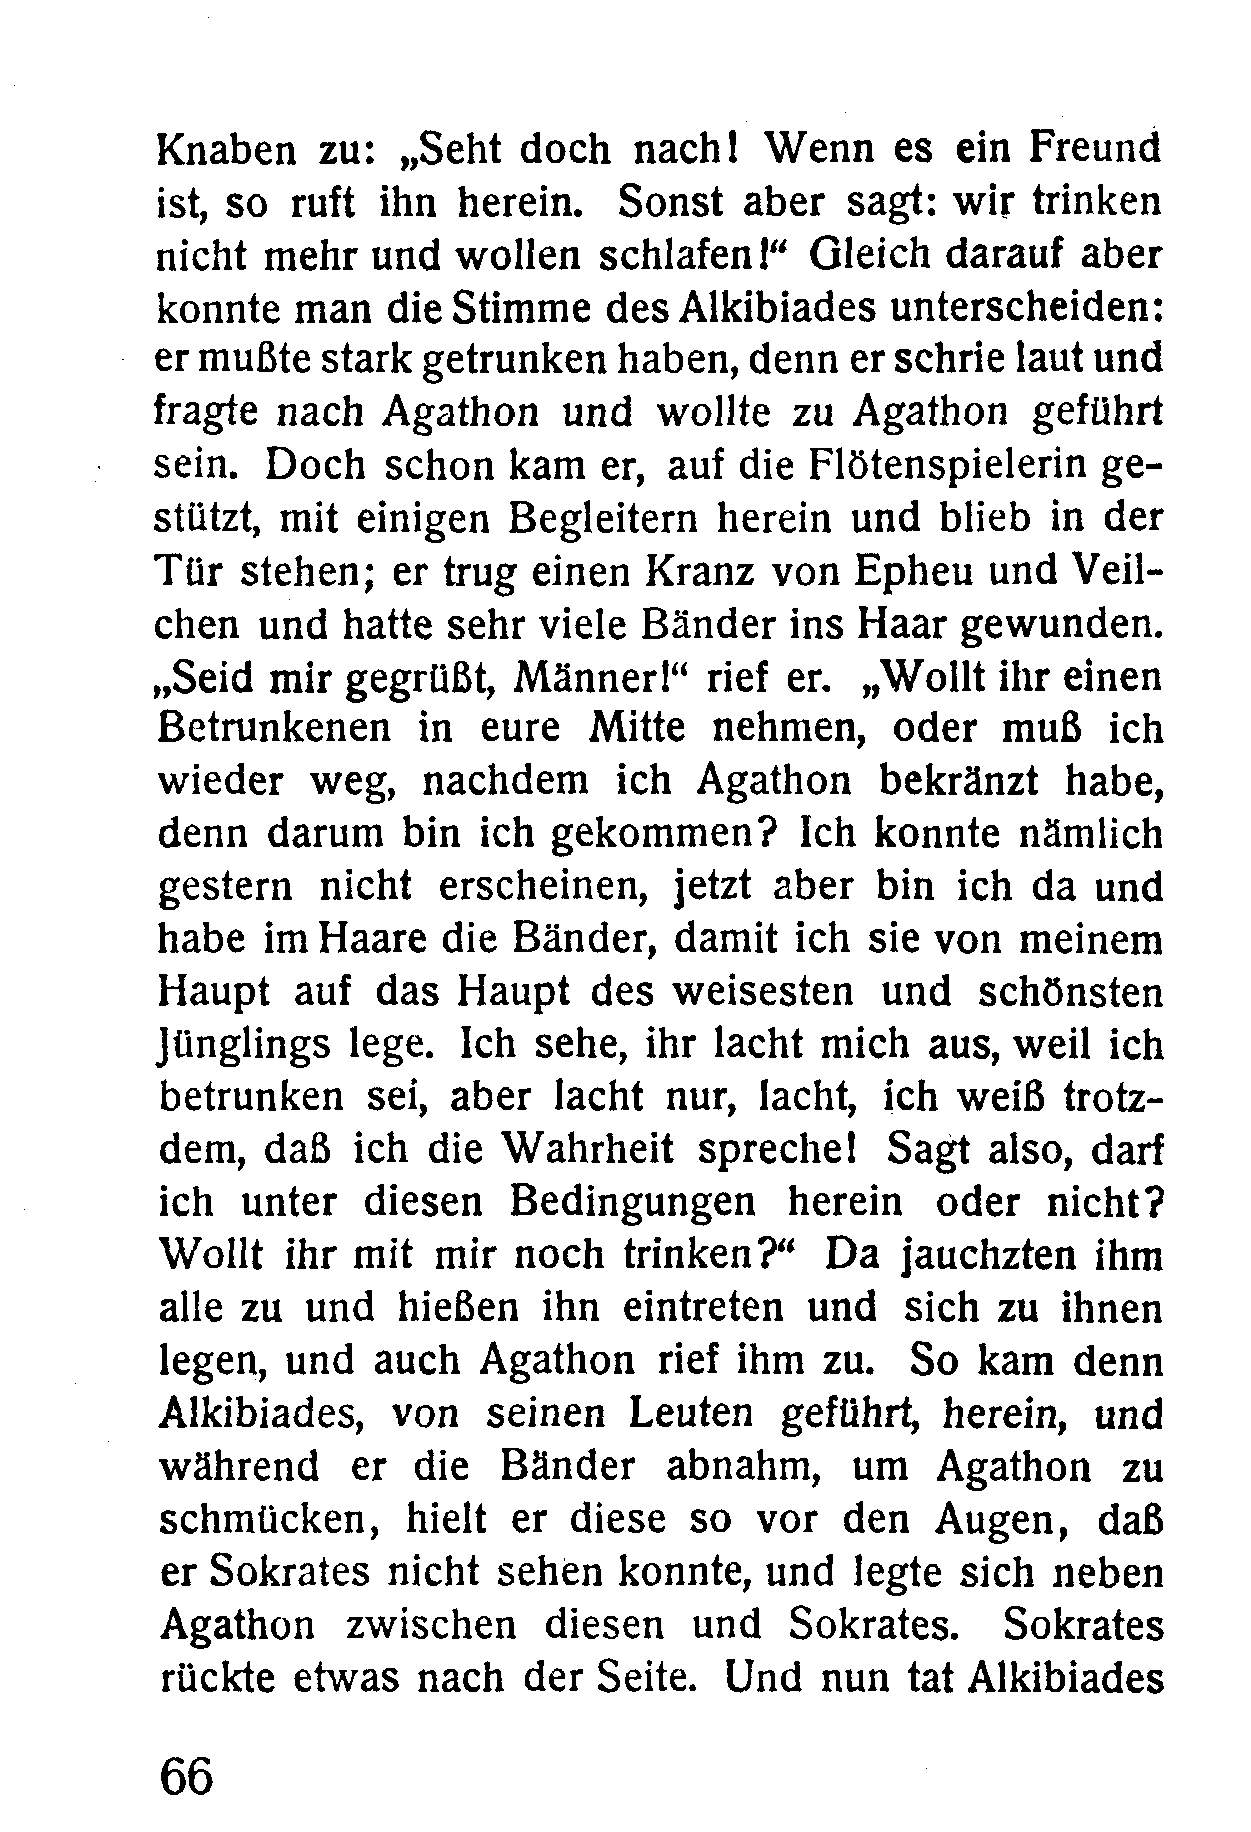 Knaben zu: „Seht doch nach! Wenn es ein Freund
ist, so ruft ihn herein. Sonst aber sagt: wir trinken
nicht mehr und wollen schlafen!“ Gleich darauf aber
konnte man die Stimme des Alkibiades unterscheiden:
er mußte stark getrunken haben, denn er schrie laut und
fragte nach Agathon und wollte zu Agathon geführt
sein. Doch schon kam er, auf die Flötenspielerin ge-
stützt, mit einigen Begleitern herein und blieb in der
Tür stehen; er trug einen Kranz von Epheu und Veil-
chen und hatte sehr viele Bänder ins Haar gewunden.
„Seid mir gegrüßt, Männer!“ rief er. „Wollt ihr einen
Betrunkenen in eure Mitte nehmen, oder muß ich
wieder weg, nachdem ich Agathon bekränzt habe,
denn darum bin ich gekommen? Ich konnte nämlich
gestern nicht erscheinen, jetzt aber bin ich da und
habe im Haare die Bänder, damit ich sie von meinem
Haupt auf das Haupt des weisesten und schönsten
Jünglings lege. Ich sehe, ihr lacht mich aus, weil ich
betrunken sei, aber lacht nur, lacht, ich weiß trotz-
dem, daß ich die Wahrheit spreche! Sagt also, darf
ich unter diesen Bedingungen herein oder nicht?
Wollt ihr mit mir noch trinken?“ Da jauchzten ihm
alle zu und hießen ihn eintreten und sich zu ihnen
legen, und auch Agathon rief ihm zu. So kam denn
Alkibiades, von seinen Leuten geführt, herein, und
während er die Bänder abnahm, um Agathon zu
schmücken, hielt er diese so vor den Augen, daß
er Sokrates nicht sehen konnte, und legte sich neben
Agathon zwischen diesen und Sokrates. Sokrates
rückte etwas nach der Seite. Und nun tat Alkibiades
66